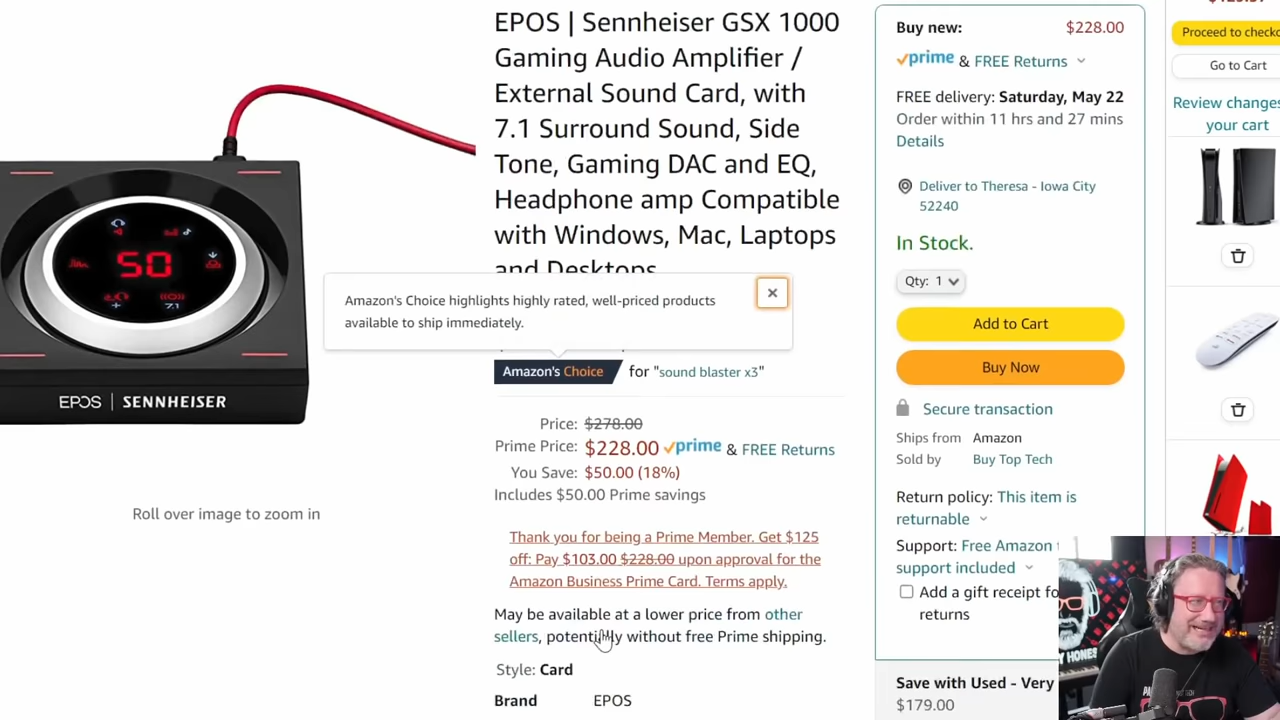 50
7.1
EPOS | SENNHEISER
Roll over image to zoom in
EPOS | Sennheiser GSX 1000
Gaming Audio Amplifier /
External Sound Card, with
7.1 Surround Sound, Side
Tone, Gaming DAC and EQ,
Headphone amp Compatible
with Windows, Mac, Laptops
and Desktops
Amazon's Choice highlights highly rated, well-priced products
available to ship immediately.
Amazon's Choice for "sound blaster x3"
Price: $278.00
Prime Price: $228.00 prime & FREE Returns
You Save: $50.00 (18%)
Includes $50.00 Prime savings
Thank you for being a Prime Member. Get $125
off: Pay $103.00 $228.00 upon approval for the
Amazon Business Prime Card. Terms apply.
May be available at a lower price from other
sellers, potentially without free Prime shipping.
Style: Card
Brand EPOS
Buy new: $228.00
prime & FREE Returns
FREE delivery: Saturday, May 22
Order within 11 hrs and 27 mins
Details
Deliver to Theresa - Iowa City
52240
In Stock.
Qty: 1
Add to Cart
Buy Now
Secure transaction
Ships from Amazon
Sold by Buy Top Tech
Return policy: This item is
returnable
Support: Free Amazon
support included
Add a gift receipt fo
returns
Save with Used - Very
$179.00
Proceed to checko
Go to Cart
Review changes
your cart